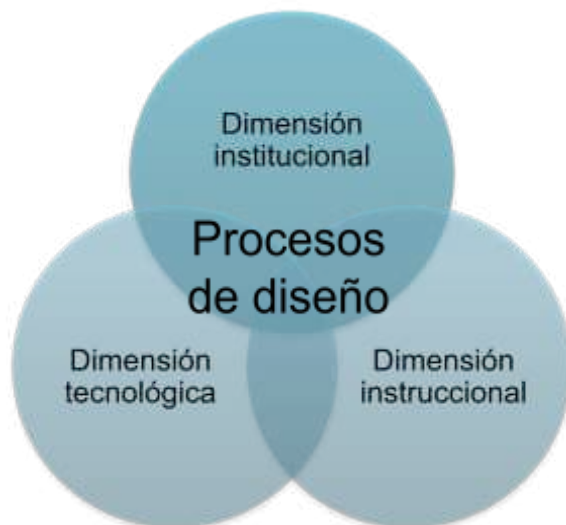 Dimensión
institucional
Procesos
de diseño
Dimensión
tecnológica
Dimensión
instruccional